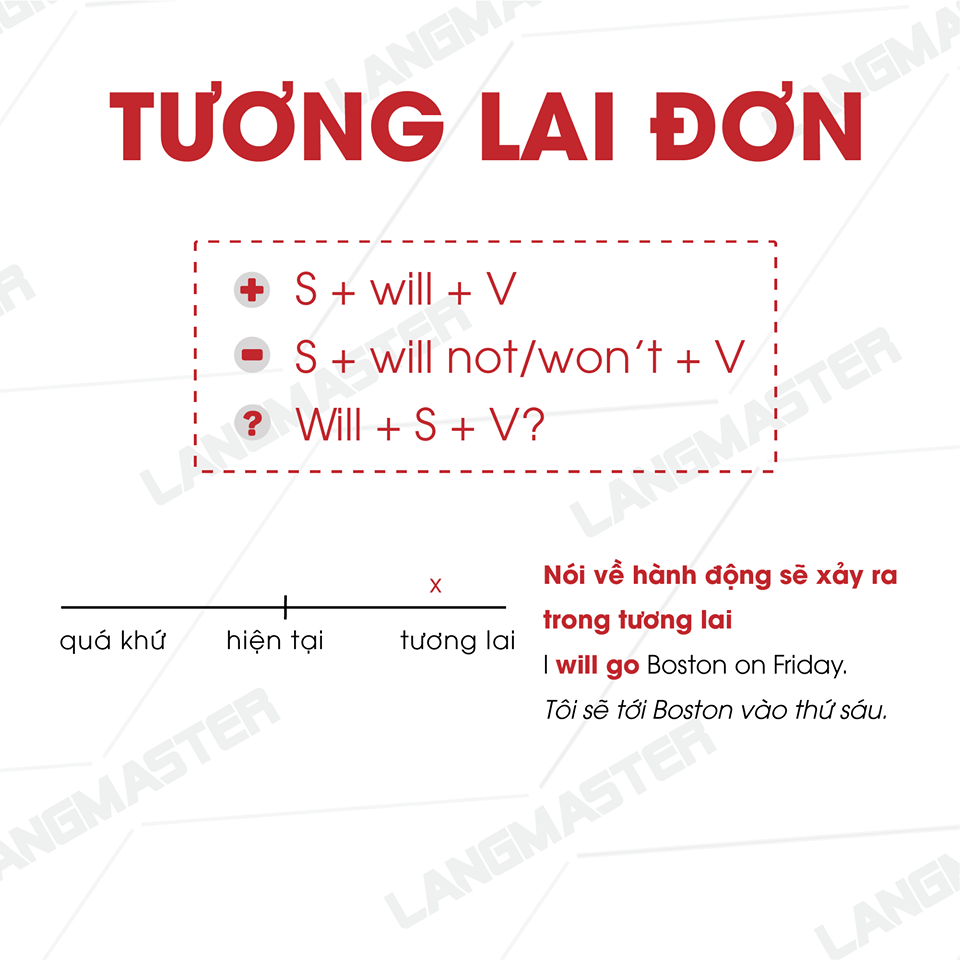 TƯƠNG LAI ĐƠN
+ S + will + V
- S + will not/won't + V
? Will + S + V?
x
quá khứ hiện tại tương lai
Nói về hành động sẽ xảy ra
trong tương lai
I will go Boston on Friday.
Tôi sẽ tới Boston vào thứ sáu.
LANGMASTER
LANGMASTER
LANGMASTER
LANGMASTER
LANGMASTER
LANGMASTER